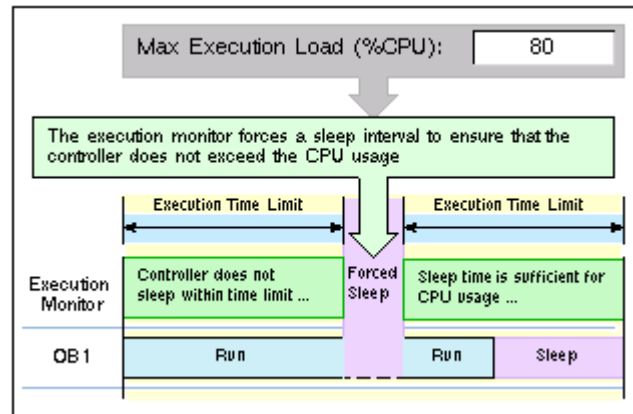 Max Execution Load (%CPU): 80
The execution monitor forces a sleep interval to ensure that the
controller does not exceed the CPU usage
Execution Time Limit
Execution Time Limit
Execution
Monitor
Controller does not
sleep within time limit ...
Forced
Sleep
Sleep time is sufficient for
CPU usage ...
OB1
Run
Run
Sleep